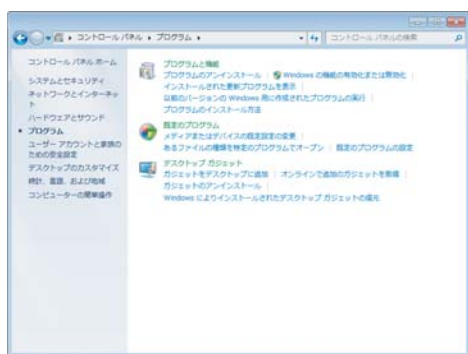 コントロール パネル ▸ プログラム ▸
コントロール パネルの検索
コントロール パネル ホーム
システムとセキュリティ
ネットワークとインターネッ
ト
ハードウェアとサウンド
プログラム
ユーザー アカウントと家族の
ための安全設定
デスクトップのカスタマイズ
時計、言語、および地域
コンピューターの簡単操作
プログラムと機能
プログラムのアンインストール | Windows の機能の有効化または無効化 |
インストールされた更新プログラムを表示 |
以前のバージョンの Windows 用に作成されたプログラムの実行 |
プログラムのインストール方法
既定のプログラム
メディアまたはデバイスの既定設定の変更 |
あるファイルの種類を特定のプログラムでオープン | 既定のプログラムの設定
デスクトップ ガジェット
ガジェットをデスクトップに追加 | オンラインで追加のガジェットを取得 |
ガジェットのアンインストール |
Windows によりインストールされたデスクトップ ガジェットの復元